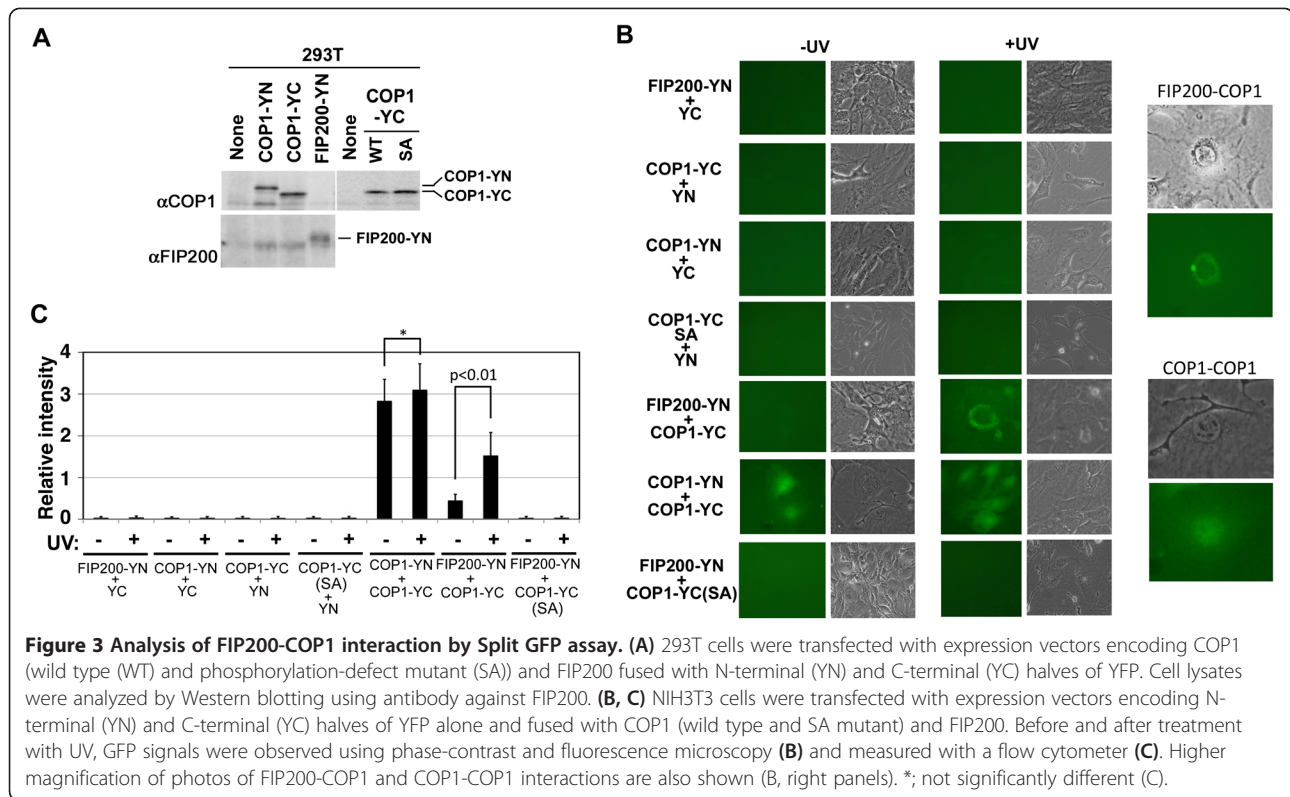 A
293T
None
COP1-YN
COP1-YC
FIP200-YN
None
COP1
-YC
WT
SA
αCOP1
COP1-YN
COP1-YC
αFIP200
FIP200-YN
B
-UV
+UV
FIP200-YN
+
YC
COP1-YC
+
YN
COP1-YN
+
YC
COP1-YC
SA
+
YN
FIP200-YN
+
COP1-YC
COP1-YN
+
COP1-YC
FIP200-YN
+
COP1-YC(SA)
FIP200-COP1
COP1-COP1
C
Relative intensity
4
3
2
1
0
*
p<0.01
UV: - + - + - + - + - + - + - +
FIP200-YN
+
YC
COP1-YN
+
YC
COP1-YC
+
YN
COP1-YC
(SA)
+
YN
COP1-YN
+
COP1-YC
FIP200-YN
+
COP1-YC
FIP200-YN
+
COP1-YC
(SA)
Figure 3 Analysis of FIP200-COP1 interaction by Split GFP assay. (A) 293T cells were transfected with expression vectors encoding COP1
(wild type (WT) and phosphorylation-defect mutant (SA)) and FIP200 fused with N-terminal (YN) and C-terminal (YC) halves of YFP. Cell lysates
were analyzed by Western blotting using antibody against FIP200. (B, C) NIH3T3 cells were transfected with expression vectors encoding N-
terminal (YN) and C-terminal (YC) halves of YFP alone and fused with COP1 (wild type and SA mutant) and FIP200. Before and after treatment
with UV, GFP signals were observed using phase-contrast and fluorescence microscopy (B) and measured with a flow cytometer (C). Higher
magnification of photos of FIP200-COP1 and COP1-COP1 interactions are also shown (B, right panels). *; not significantly different (C).